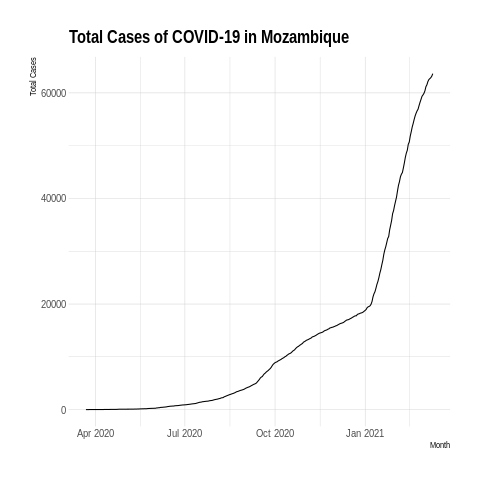 Total Cases of COVID-19 in Mozambique
Total Cases
60000
40000
20000
0
Apr 2020 Jul 2020 Oct 2020 Jan 2021
Month